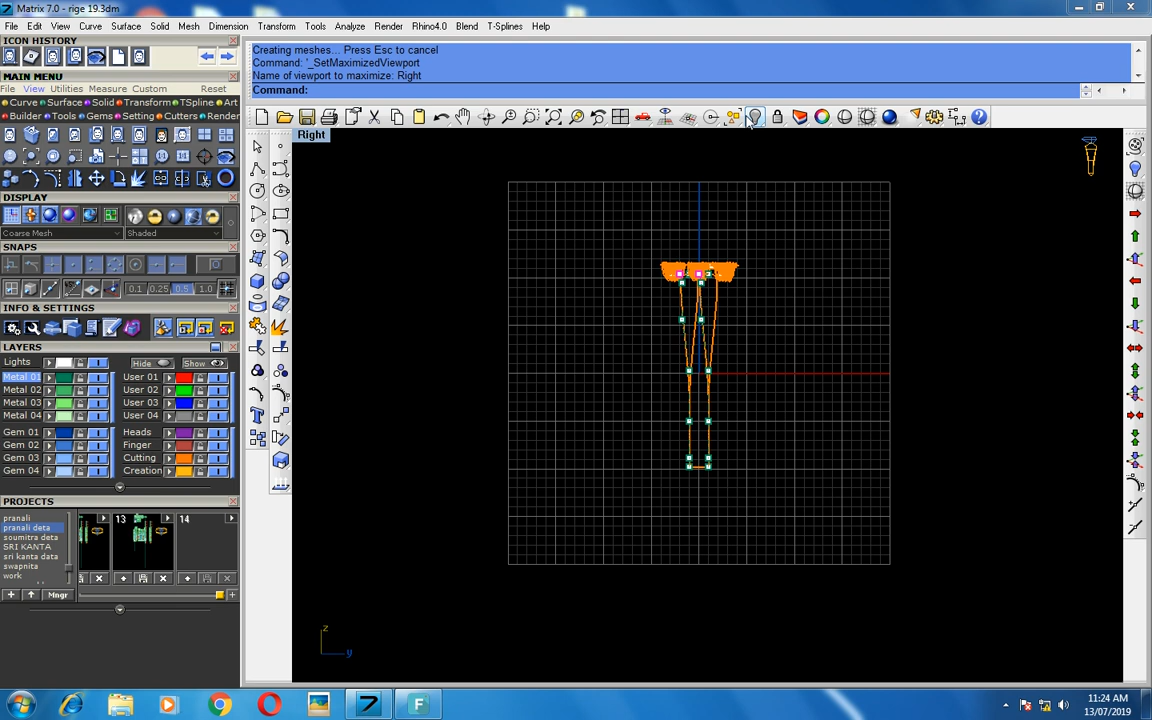 Matrix 7.0 - rige 19.3dm
File Edit View Curve Surface Solid Mesh Dimension Transform Tools Analyze Render Rhino4.0 Blend T-Splines Help
ICON HISTORY
Creating meshes... Press Esc to cancel
Command: '_SetMaximizedViewport
Name of viewport to maximize: Right
Command:
MAIN MENU
File View Utilities Measure Custom Reset
Curve Surface Solid Transform TSpline Art
Builder Tools Gems Setting Cutters Render
Right
DISPLAY
Coarse Mesh Shaded
SNAPS
0.1 0.25 0.5 1.0
INFO & SETTINGS
LAYERS
Lights Hide Show
Metal 01 User 01
Metal 02 User 02
Metal 03 User 03
Metal 04 User 04
Gem 01 Heads
Gem 02 Finger
Gem 03 Cutting
Gem 04 Creation
PROJECTS
pranali
pranali deta
soumitra deta
SRI KANTA
sri kanta data
swapnita
work
13 14
Mngr
z
y
F
11:24 AM
13/07/2019